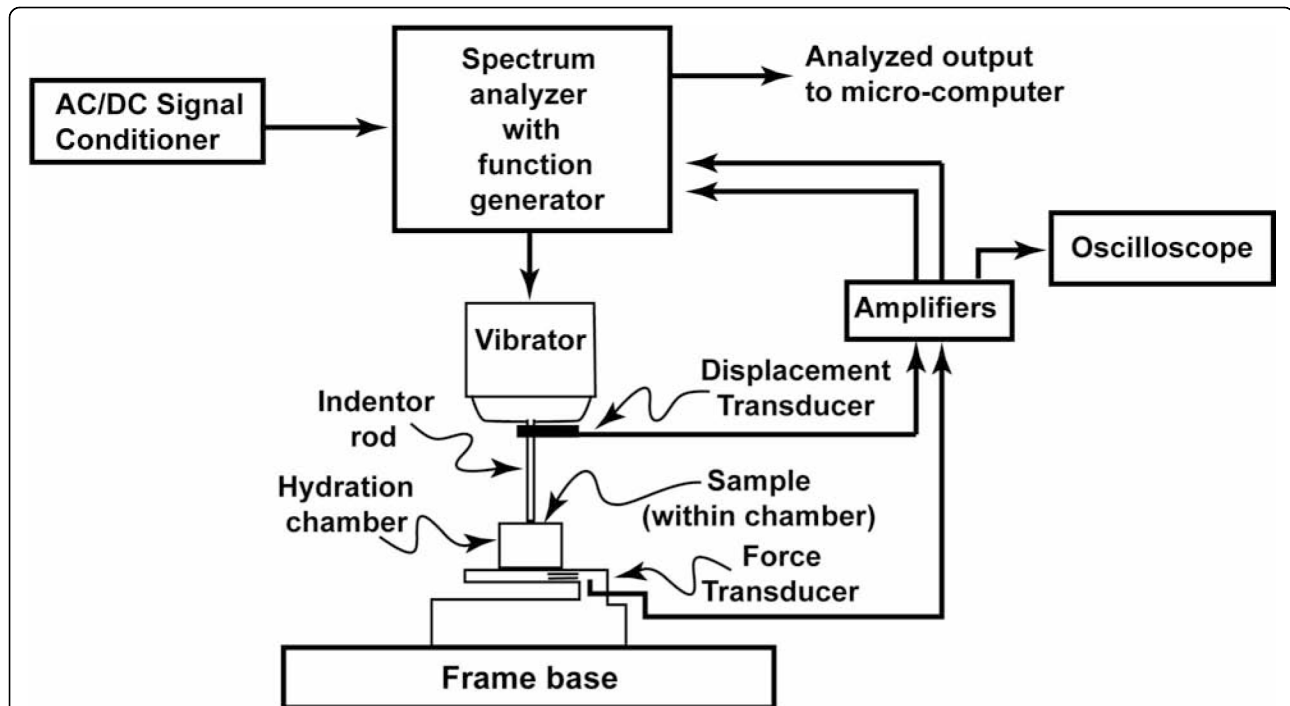 AC/DC Signal
Conditioner
Spectrum
analyzer
with
function
generator
Analyzed output
to micro-computer
Oscilloscope
Amplifiers
Vibrator
Displacement
Transducer
Indentor
rod
Hydration
chamber
Sample
(within chamber)
Force
Transducer
Frame base